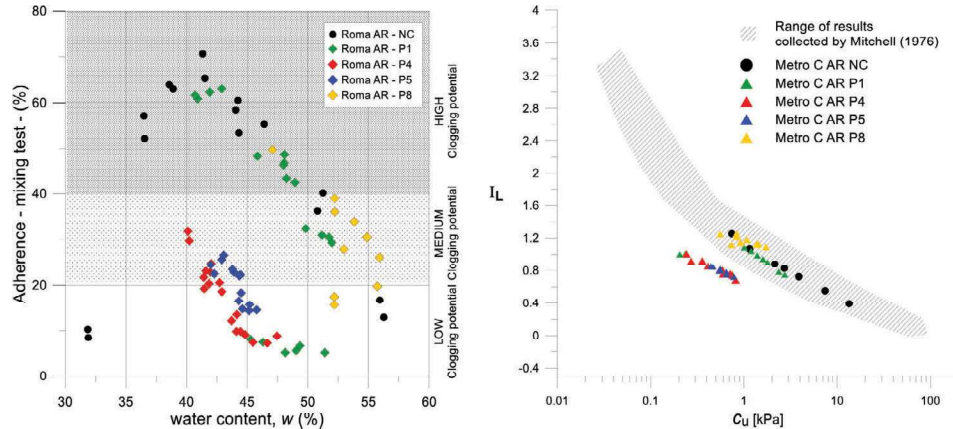 80
60
40
20
0
Adherence - mixing test - (%)
30
35
40
45
50
55
60
water content, w (%)
Roma AR - NC
Roma AR - P1
Roma AR - P4
Roma AR - P5
Roma AR - P8
HIGH
Clogging potential
MEDIUM
Clogging potential
LOW
Clogging potential
4
3.6
3.2
2.8
2.4
2
1.6
1.2
0.8
0.4
0
-0.4
IL
0.01
0.1
1
10
100
Cu [kPa]
Range of results
collected by Mitchell (1976)
Metro C AR NC
Metro C AR P1
Metro C AR P4
Metro C AR P5
Metro C AR P8